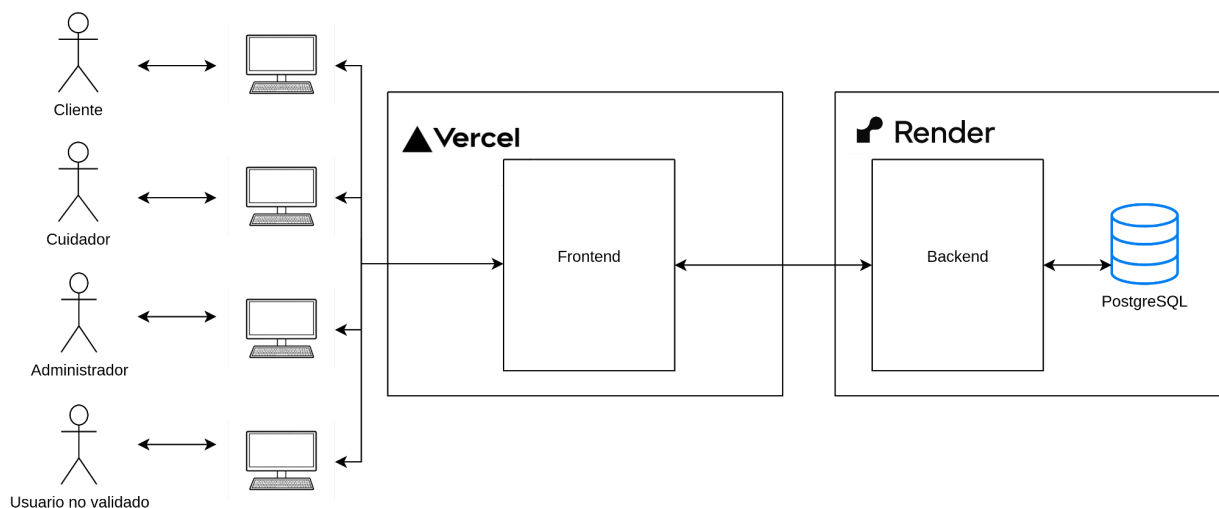 Cliente
Cuidador
Administrador
Usuario no validado
Vercel
Frontend
Render
Backend
PostgreSQL